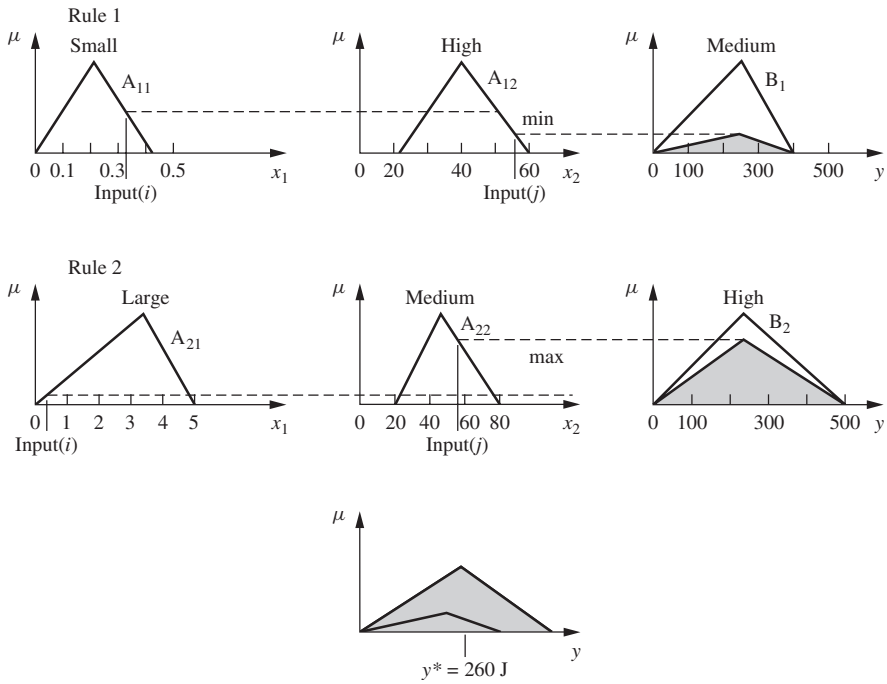 Rule 1
μ Small A₁₁
0 0.1 0.3 0.5 x₁
Input(i)
μ High A₁₂
min
20 40 60 x₂
Input(j)
μ Medium B₁
0 100 300 500 y
Rule 2
μ Large A₂₁
0 1 2 3 4 5 x₁
Input(i)
μ Medium A₂₂
max
20 40 60 80 x₂
Input(j)
μ High B₂
0 100 300 500 y
μ
y
y* = 260 J